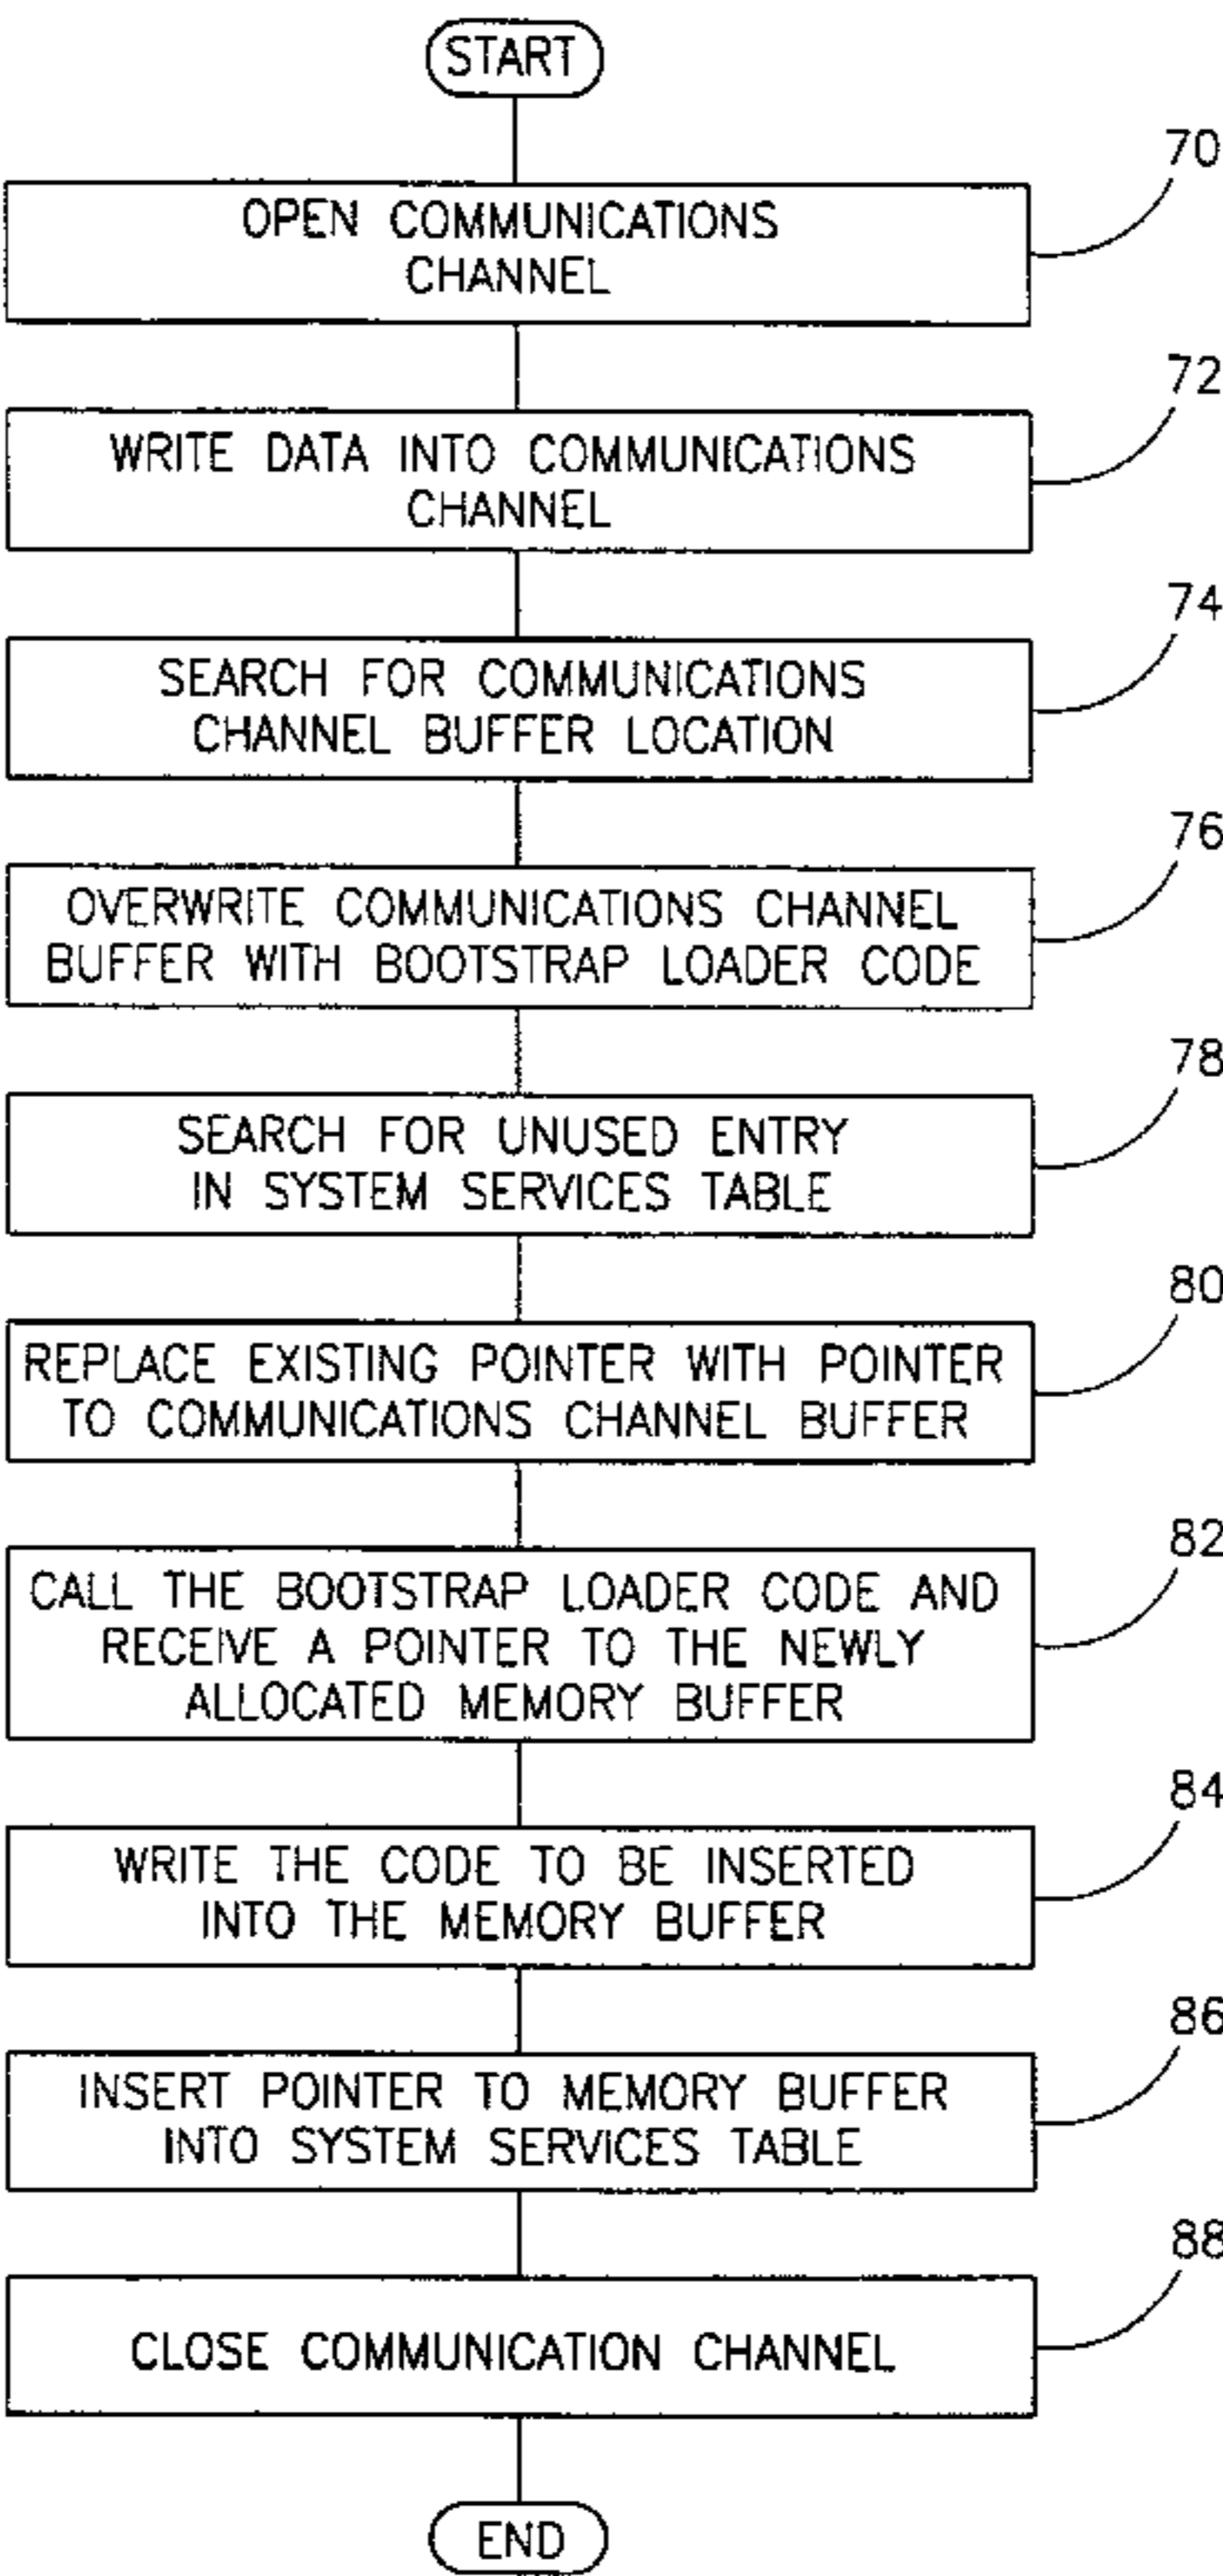 START
70
OPEN COMMUNICATIONS
CHANNEL
72
WRITE DATA INTO COMMUNICATIONS
CHANNEL
74
SEARCH FOR COMMUNICATIONS
CHANNEL BUFFER LOCATION
76
OVERWRITE COMMUNICATIONS CHANNEL
BUFFER WITH BOOTSTRAP LOADER CODE
78
SEARCH FOR UNUSED ENTRY
IN SYSTEM SERVICES TABLE
80
REPLACE EXISTING POINTER WITH POINTER
TO COMMUNICATIONS CHANNEL BUFFER
82
CALL THE BOOTSTRAP LOADER CODE AND
RECEIVE A POINTER TO THE NEWLY
ALLOCATED MEMORY BUFFER
84
WRITE THE CODE TO BE INSERTED
INTO THE MEMORY BUFFER
86
INSERT POINTER TO MEMORY BUFFER
INTO SYSTEM SERVICES TABLE
88
CLOSE COMMUNICATION CHANNEL
END